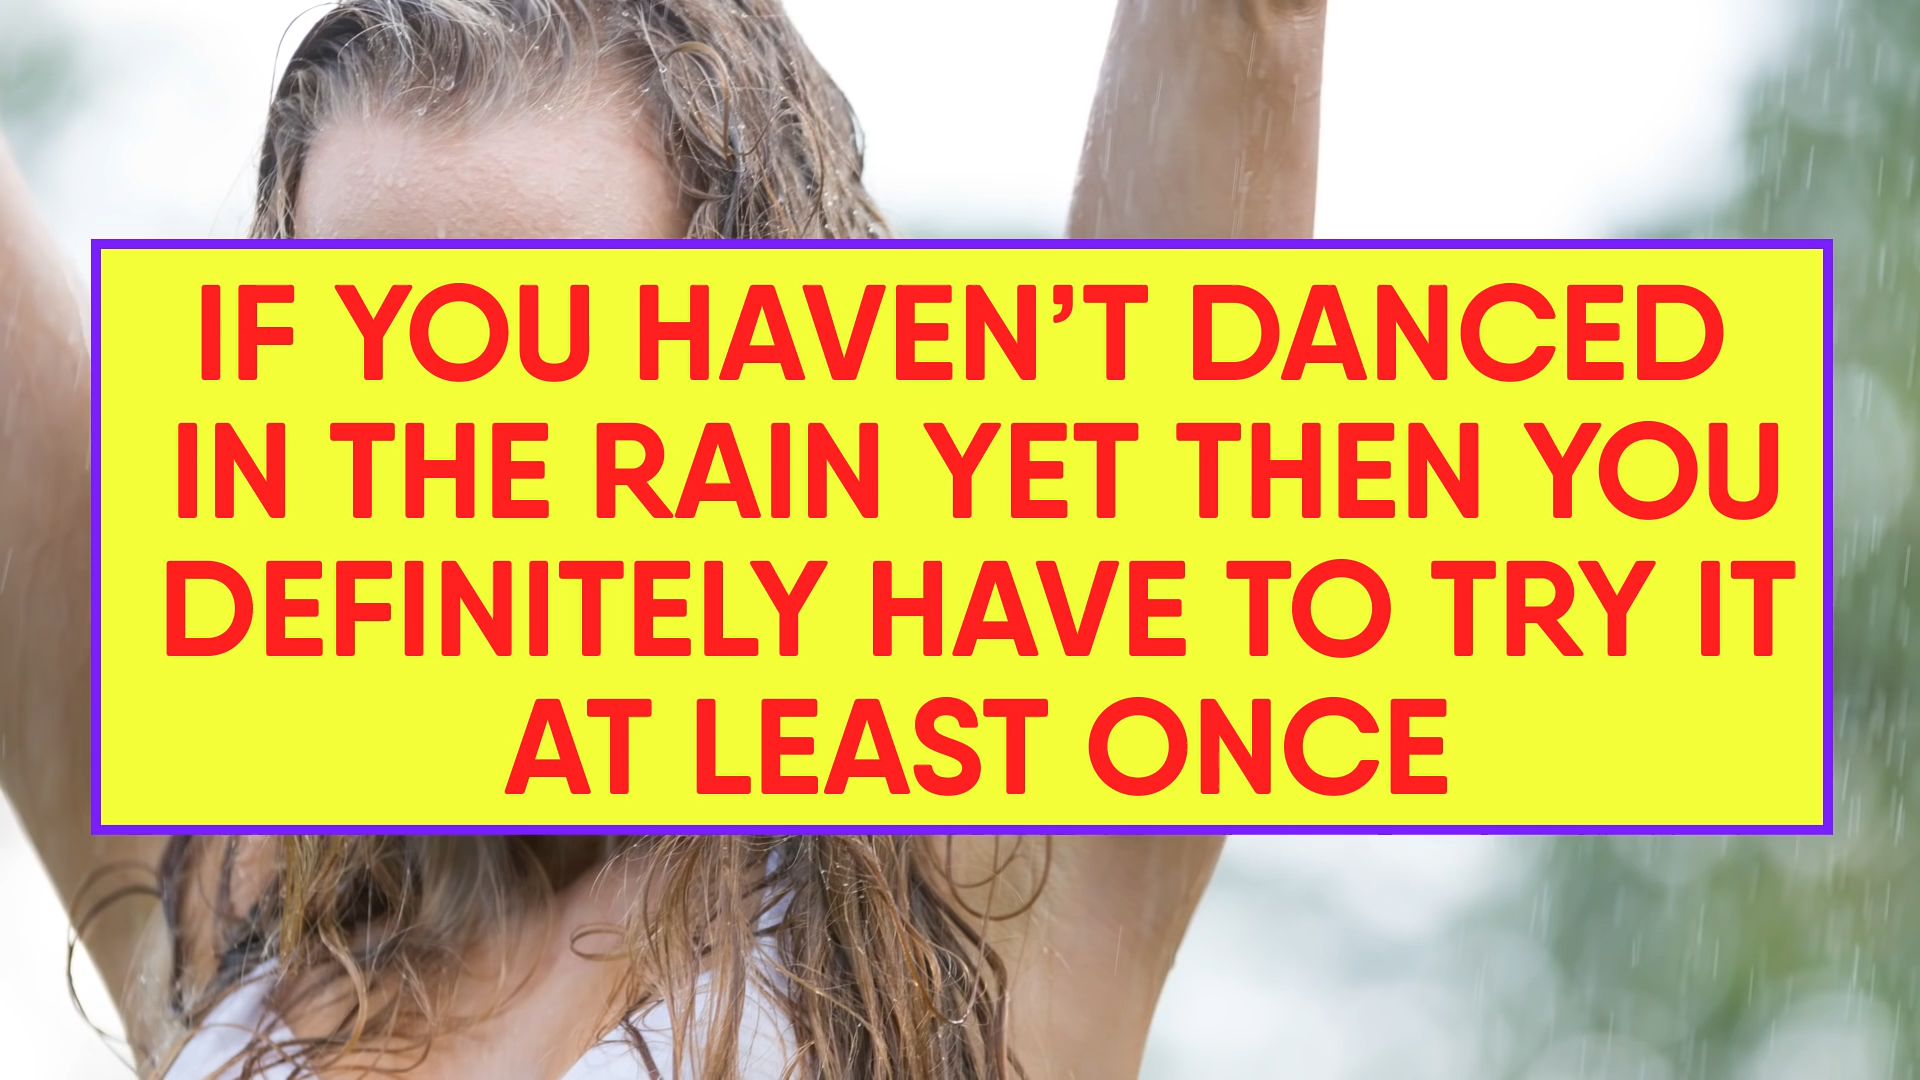 IF YOU HAVEN’T DANCED
IN THE RAIN YET THEN YOU
DEFINITELY HAVE TO TRY IT
AT LEAST ONCE